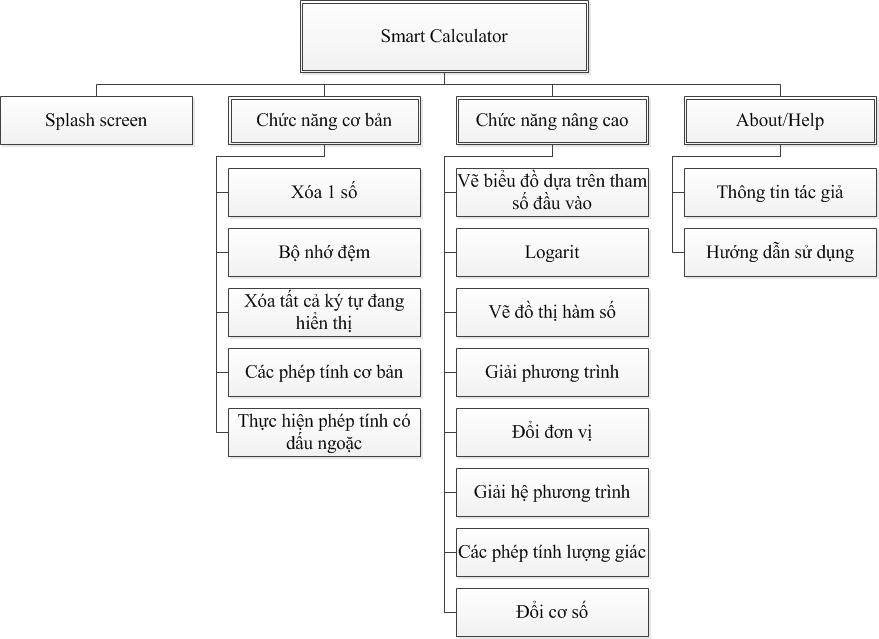 Smart Calculator
Splash screen
Chức năng cơ bản
Chức năng nâng cao
About/Help
Xóa 1 số
Bộ nhớ đệm
Xóa tất cả ký tự đang
hiển thị
Các phép tính cơ bản
Thực hiện phép tính có
dấu ngoặc
Vẽ biểu đồ dựa trên tham
số đầu vào
Logarit
Vẽ đồ thị hàm số
Giải phương trình
Đổi đơn vị
Giải hệ phương trình
Các phép tính lượng giác
Đổi cơ số
Thông tin tác giả
Hướng dẫn sử dụng